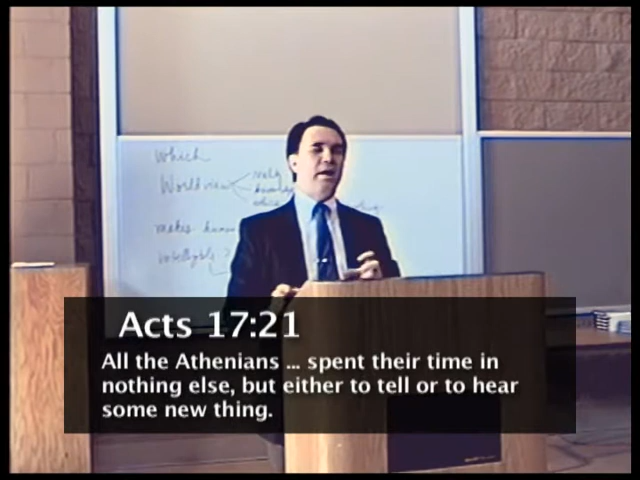 which
Worldview
makes human
intelligible?
Acts 17:21
All the Athenians ... spent their time in
nothing else, but either to tell or to hear
some new thing.